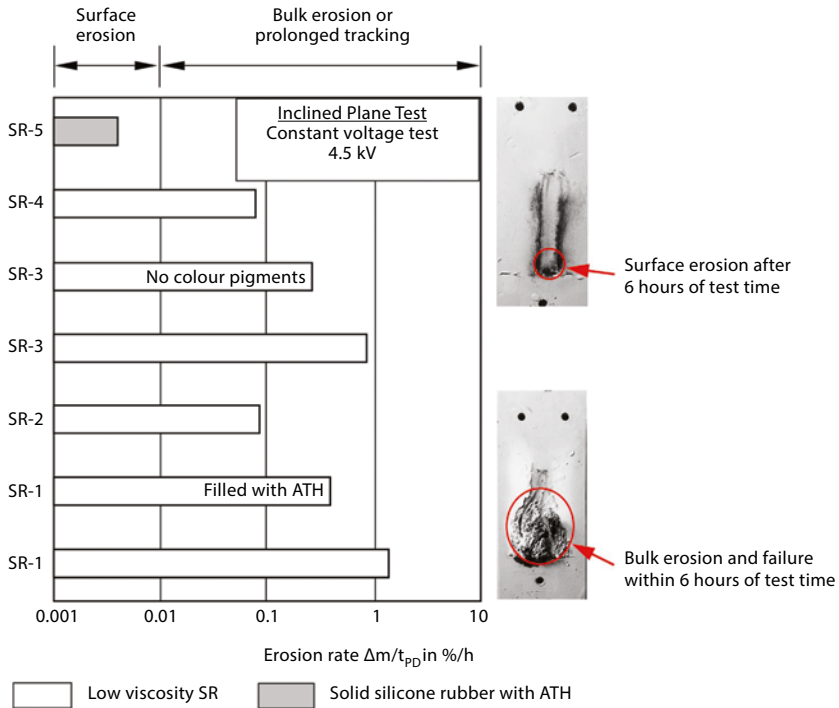 Surface
erosion
Bulk erosion or
prolonged tracking
Inclined Plane Test
Constant voltage test
4.5 kV
SR-5
SR-4
SR-3
No colour pigments
SR-3
SR-2
SR-1
Filled with ATH
SR-1
0.001
0.01
0.1
1
10
Erosion rate Δm/tPD in %/h
Low viscosity SR
Solid silicone rubber with ATH
Surface erosion after
6 hours of test time
Bulk erosion and failure
within 6 hours of test time